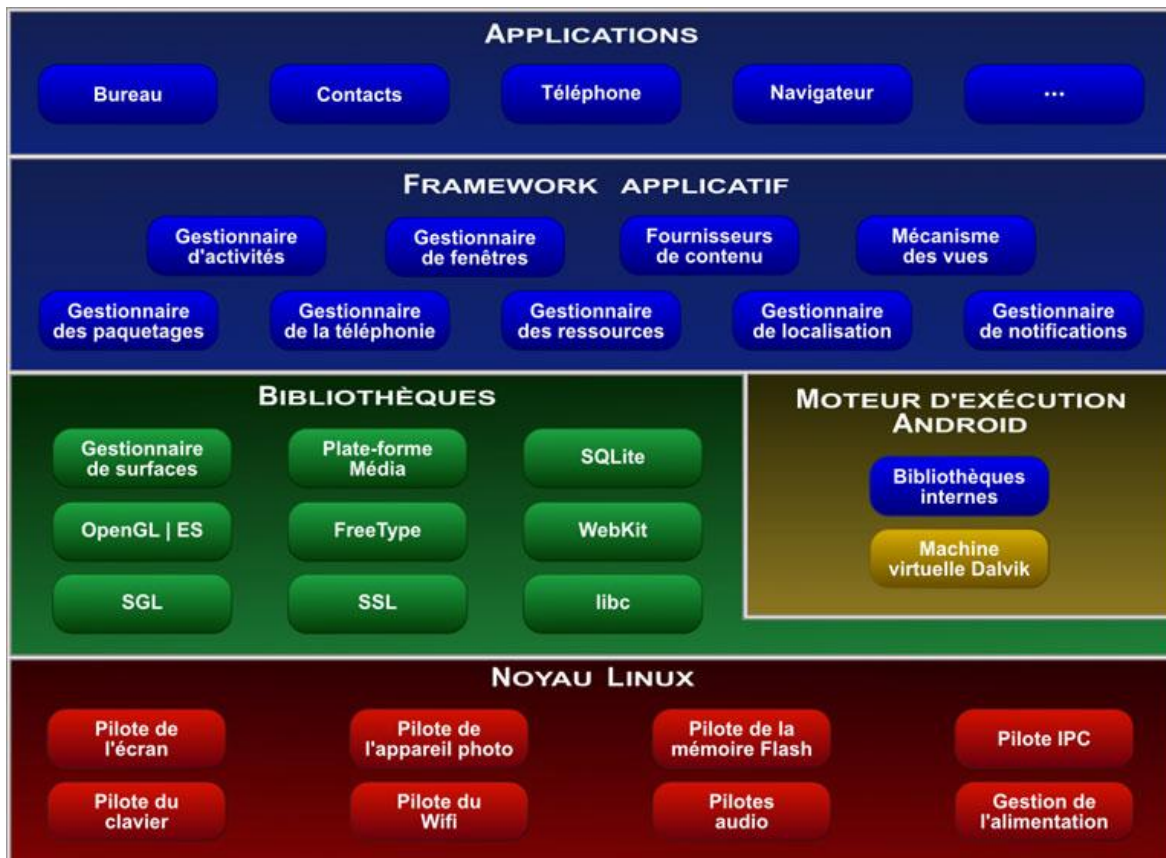 APPLICATIONS
Bureau
Contacts
Téléphone
Navigateur
...
FRAMEWORK APPLICATIF
Gestionnaire
d'activités
Gestionnaire
de fenêtres
Fournisseurs
de contenu
Mécanisme
des vues
Gestionnaire
des paquetages
Gestionnaire
de la téléphonie
Gestionnaire
des ressources
Gestionnaire
de localisation
Gestionnaire
de notifications
BIBLIOTHÈQUES
Gestionnaire
de surfaces
Plate-forme
Média
SQLite
OpenGL | ES
FreeType
WebKit
SGL
SSL
libc
MOTEUR D'EXÉCUTION
ANDROID
Bibliothèques
internes
Machine
virtuelle Dalvik
NOYAU LINUX
Pilote de
l'écran
Pilote de
l'appareil photo
Pilote de la
mémoire Flash
Pilote IPC
Pilote du
clavier
Pilote du
Wifi
Pilotes
audio
Gestion de
l'alimentation